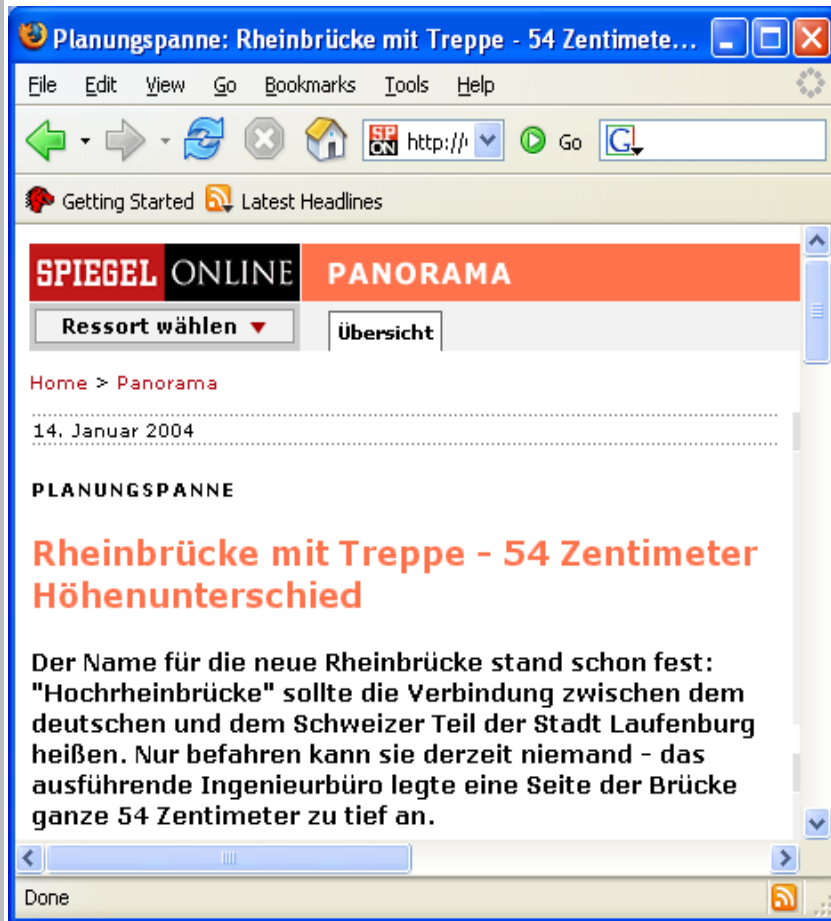 Planungspanne: Rheinbrücke mit Treppe - 54 Zentimete...
File Edit View Go Bookmarks Tools Help
SP ON http:// Go G
Getting Started Latest Headlines
SPIEGEL ONLINE PANORAMA
Ressort wählen Übersicht
Home > Panorama
14. Januar 2004
PLANUNGSPANNE
Rheinbrücke mit Treppe - 54 Zentimeter
Höhenunterschied
Der Name für die neue Rheinbrücke stand schon fest:
"Hochrheinbrücke" sollte die Verbindung zwischen dem
deutschen und dem Schweizer Teil der Stadt Laufenburg
heißen. Nur befahren kann sie derzeit niemand - das
ausführende Ingenieurbüro legte eine Seite der Brücke
ganze 54 Zentimeter zu tief an.
Done